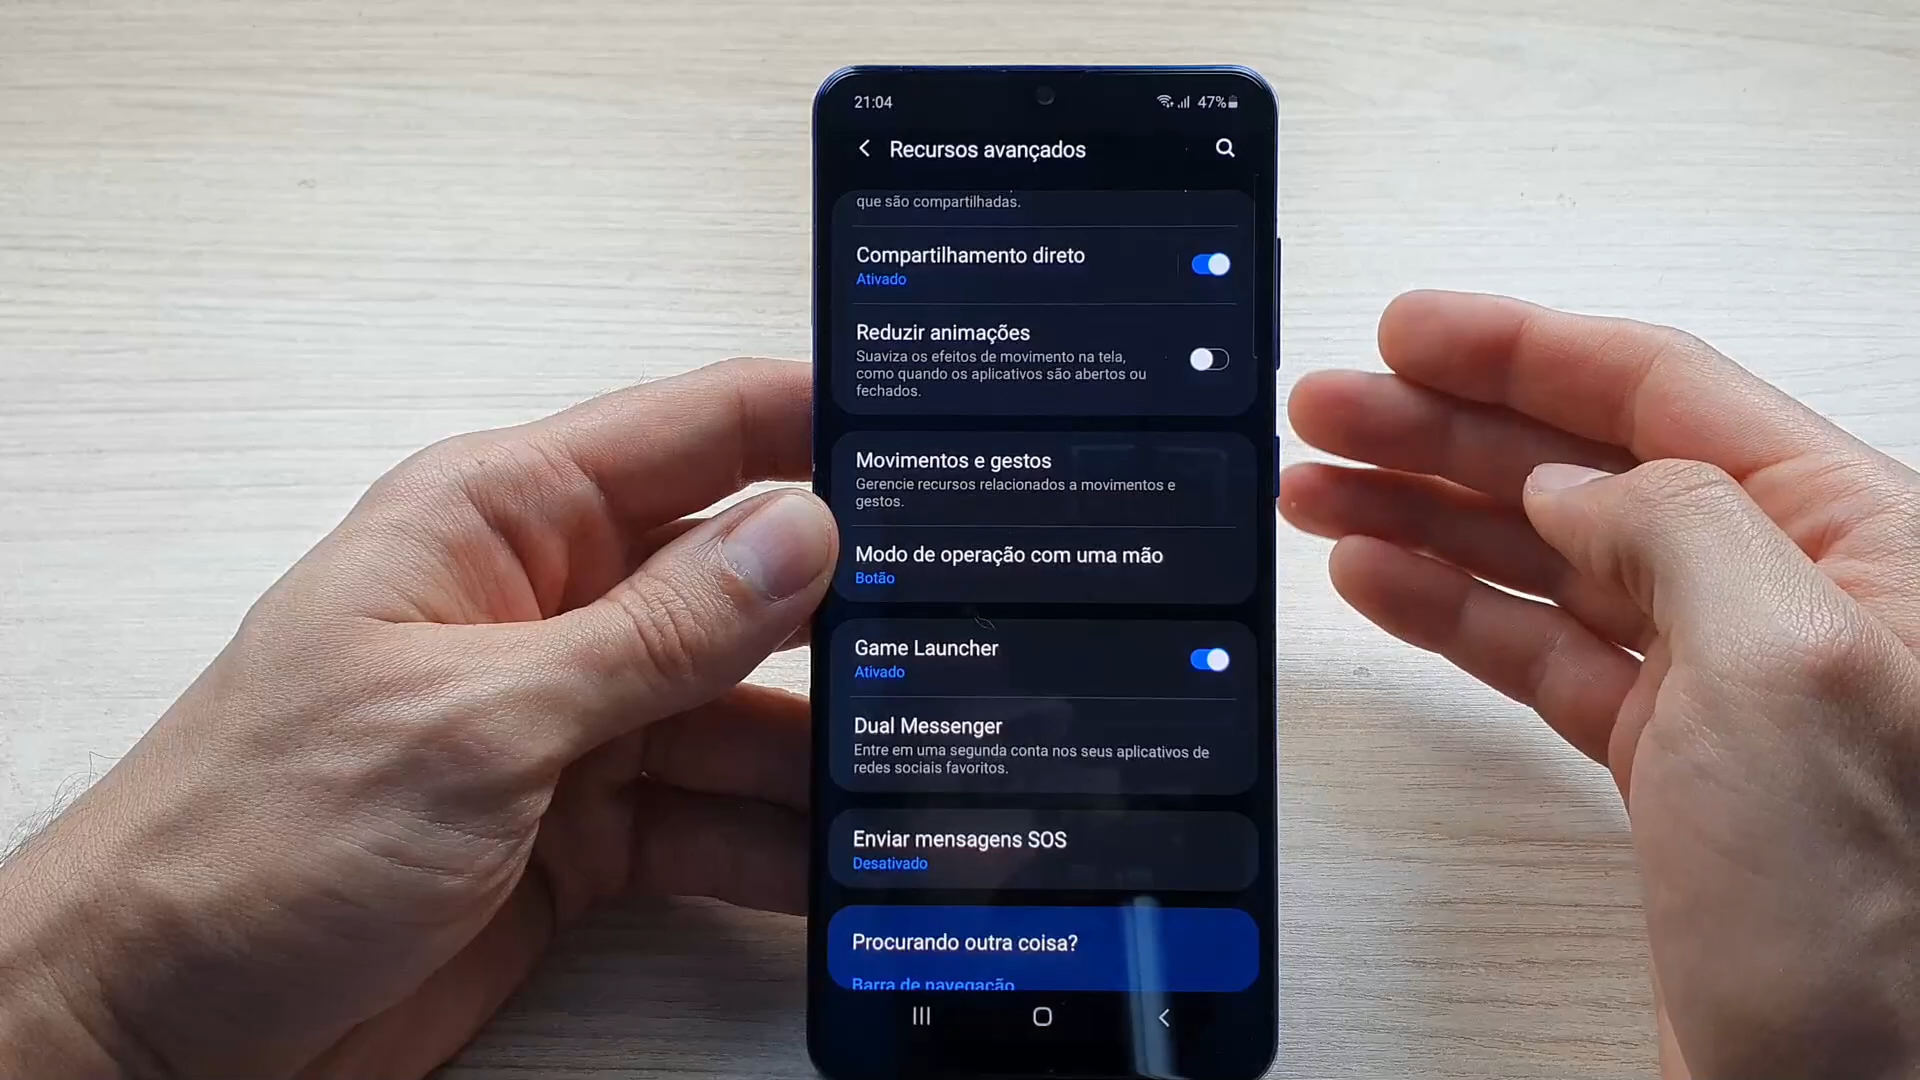 21:04
47%
Recursos avançados
que são compartilhadas.
Compartilhamento direto
Ativado
Reduzir animações
Suaviza os efeitos de movimento na tela,
como quando os aplicativos são abertos ou
fechados.
Movimentos e gestos
Gerencie recursos relacionados a movimentos e
gestos.
Modo de operação com uma mão
Botão
Game Launcher
Ativado
Dual Messenger
Entre em uma segunda conta nos seus aplicativos de
redes sociais favoritos.
Enviar mensagens SOS
Desativado
Procurando outra coisa?
Barra de navegação